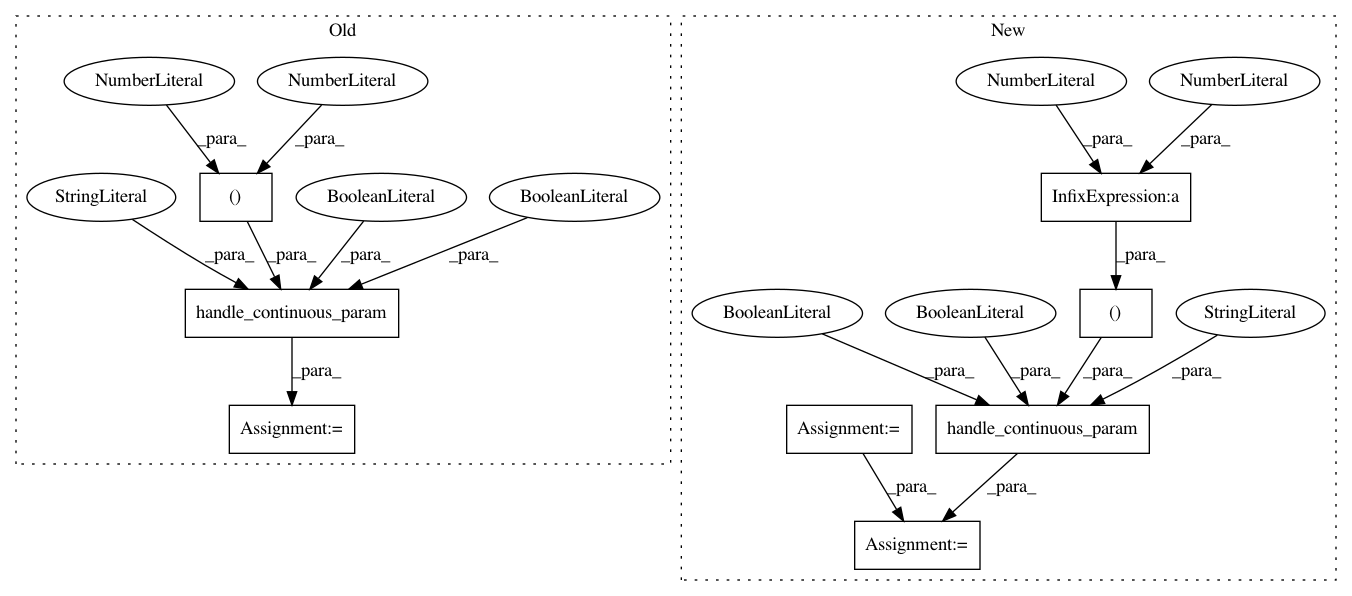 Old
New
NumberLiteral
NumberLiteral
NumberLiteral
NumberLiteral
_para_
_para_
_para_
_para_
StringLiteral
()
BooleanLiteral
BooleanLiteral
InfixExpression:a
_para_
_para_
_para_
_para_
_para_
handle_continuous_param
BooleanLiteral
BooleanLiteral
()
StringLiteral
_para_
_para_
_para_
_para_
_para_
Assignment:=
Assignment:=
handle_continuous_param
_para_
_para_
Assignment:=